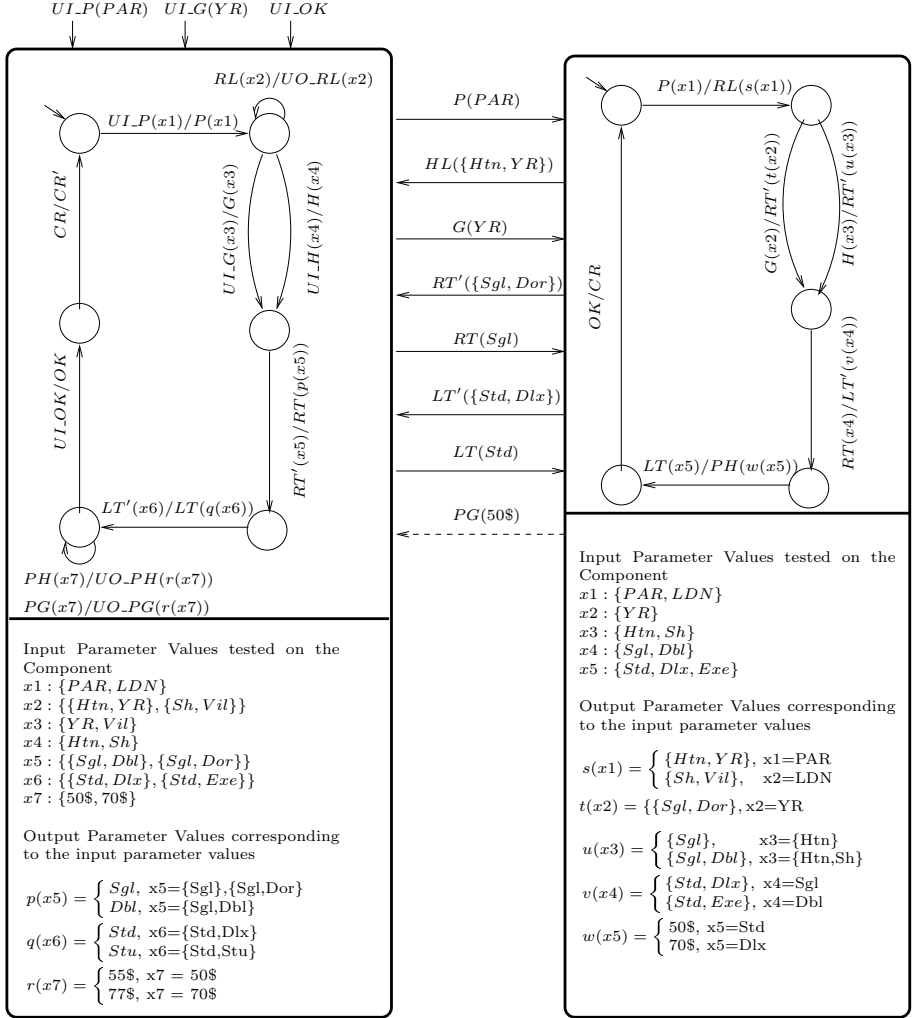 UI_P(PAR) UI_G(YR) UI_OK
RL(x2)/UO_RL(x2)
UI_P(x1)/P(x1)
CR/CR′
UI_G(x3)/G(x3)
UI_H(x4)/H(x4)
UI_OK/OK
RT′(x5)/RT(p(x5))
LT′(x6)/LT(q(x6))
PH(x7)/UO_PH(r(x7))
PG(x7)/UO_PG(r(x7))
Input Parameter Values tested on the
Component
x1 : {PAR, LDN}
x2 : {{Htn, YR}, {Sh, Vil}}
x3 : {YR, Vil}
x4 : {Htn, Sh}
x5 : {{Sgl, Dbl}, {Sgl, Dor}}
x6 : {{Std, Dlx}, {Std, Exe}}
x7 : {50$, 70$}
Output Parameter Values corresponding
to the input parameter values
p(x5) = { Sgl, x5={Sgl},{Sgl,Dor}
Dbl, x5={Sgl,Dbl}
q(x6) = { Std, x6={Std,Dlx}
Stu, x6={Std,Stu}
r(x7) = { 55$, x7 = 50$
77$, x7 = 70$
P(PAR)
HL({Htn, YR})
G(YR)
RT′({Sgl, Dor})
RT(Sgl)
LT′({Std, Dlx})
LT(Std)
PG(50$)
P(x1)/RL(s(x1))
G(x2)/RT′(t(x2))
H(x3)/RT′(u(x3))
OK/CR
RT(x4)/LT′(v(x4))
LT(x5)/PH(w(x5))
Input Parameter Values tested on the
Component
x1 : {PAR, LDN}
x2 : {YR}
x3 : {Htn, Sh}
x4 : {Sgl, Dbl}
x5 : {Std, Dlx, Exe}
Output Parameter Values corresponding
to the input parameter values
s(x1) = { {Htn, YR}, x1=PAR
{Sh, Vil}, x2=LDN
t(x2) = {{Sgl, Dor}, x2=YR
u(x3) = { {Sgl}, x3={Htn}
{Sgl, Dbl}, x3={Htn,Sh}
v(x4) = { {Std, Dlx}, x4=Sgl
{Std, Exe}, x4=Dbl
w(x5) = { 50$, x5=Std
70$, x5=Dlx